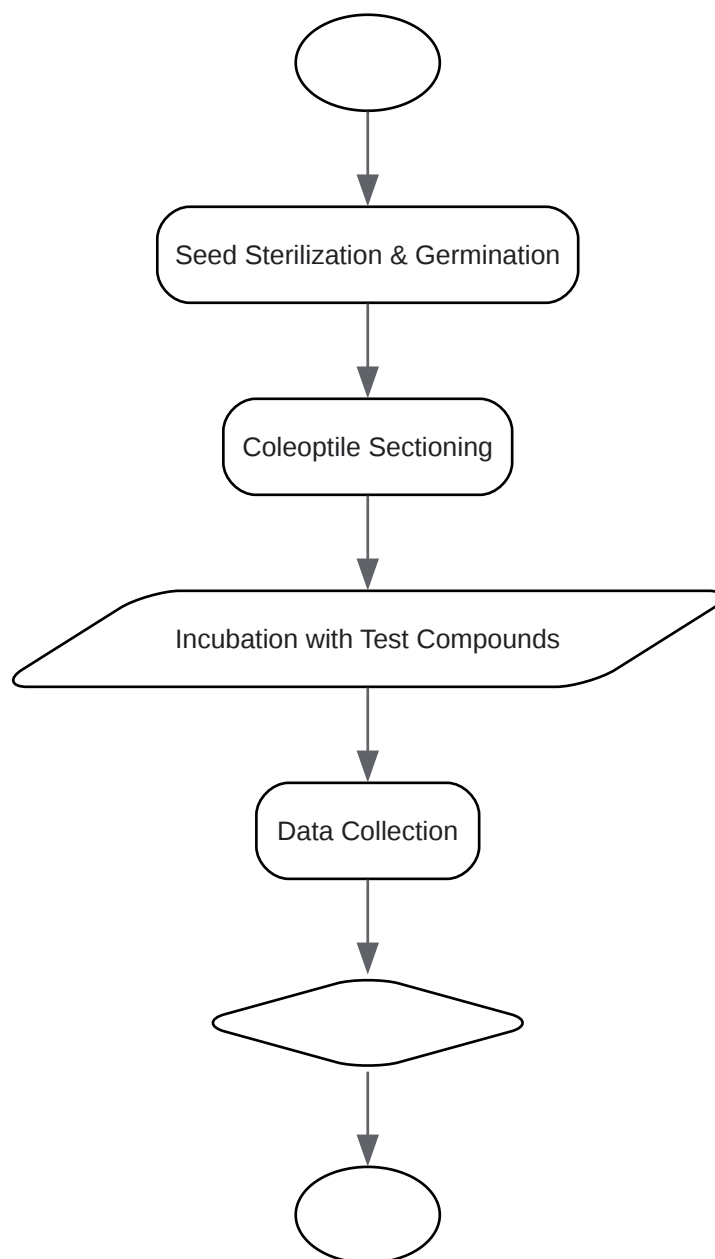 Seed Sterilization & Germination
Coleoptile Sectioning
Incubation with Test Compounds
Data Collection